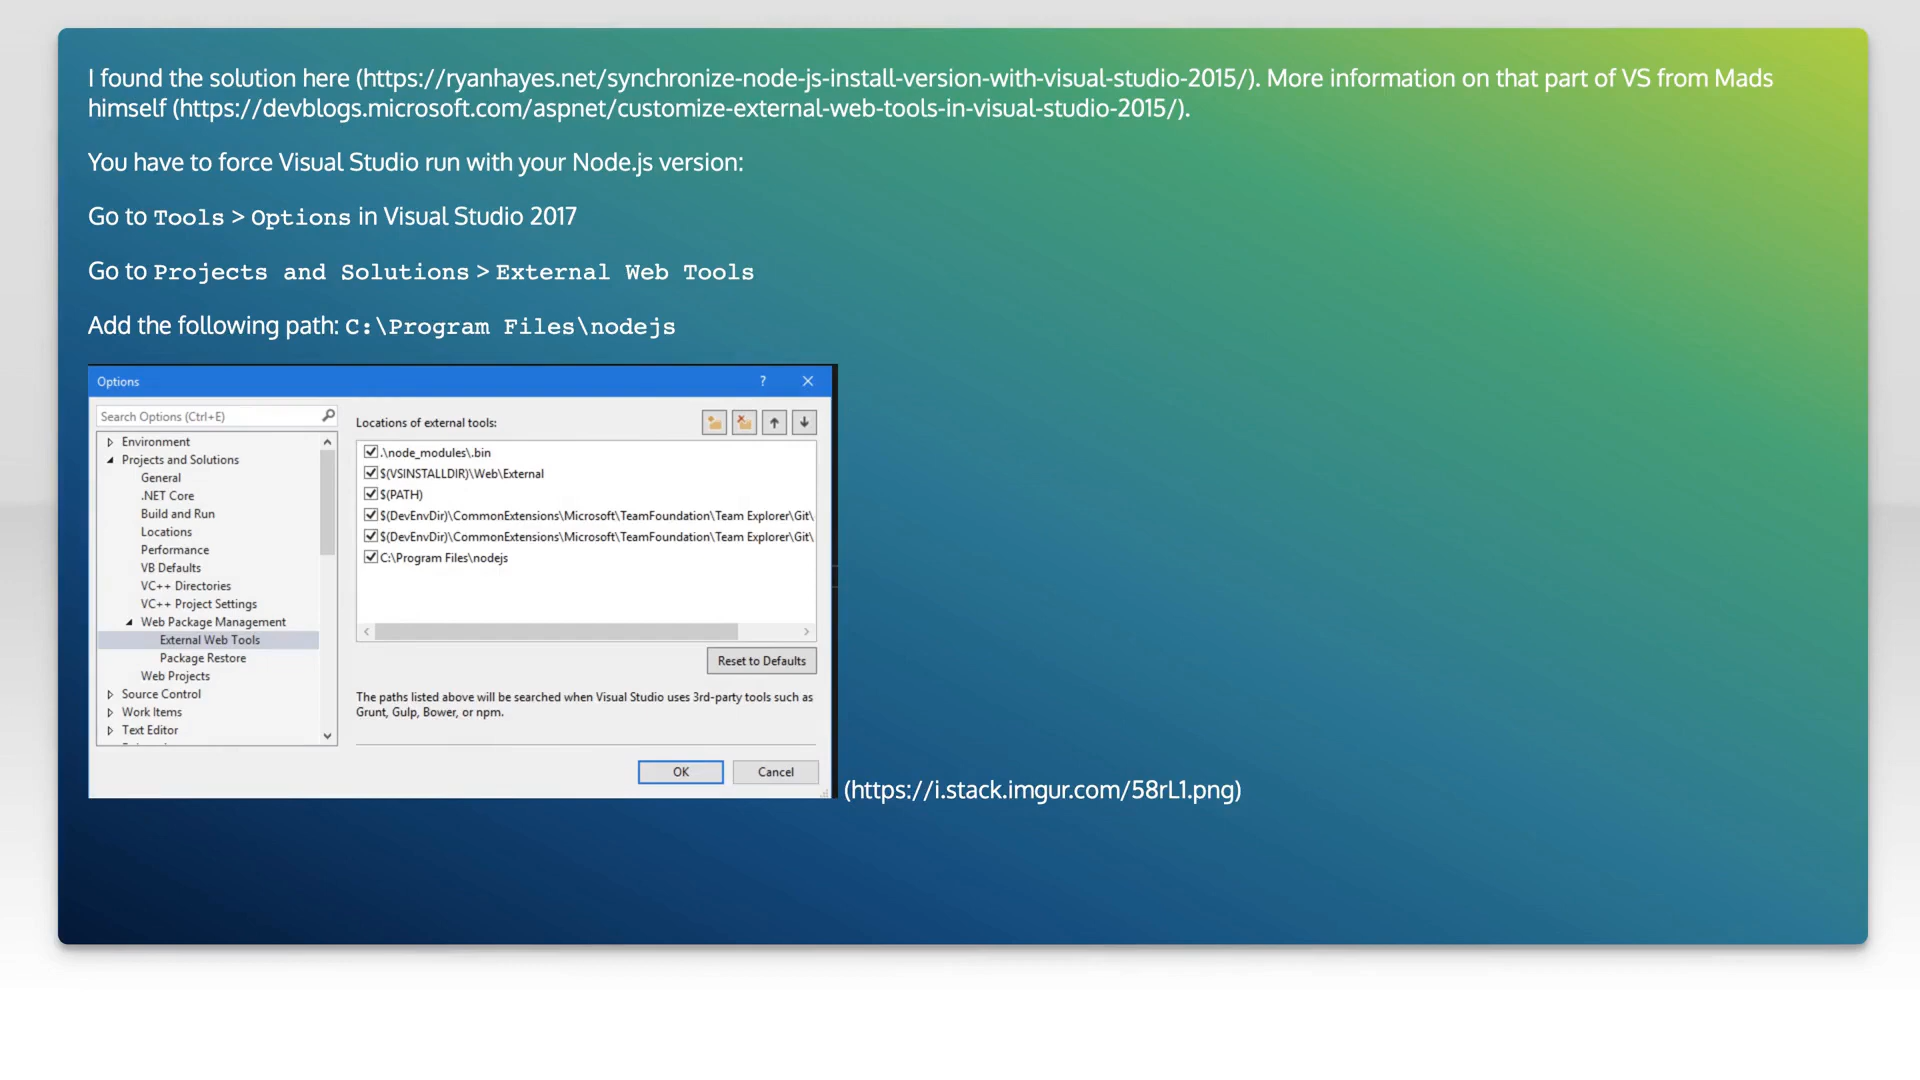 I found the solution here (https://ryanhayes.net/synchronize-node-js-install-version-with-visual-studio-2015/). More information on that part of VS from Mads
himself (https://devblogs.microsoft.com/aspnet/customize-external-web-tools-in-visual-studio-2015/).
You have to force Visual Studio run with your Node.js version:
Go to Tools > Options in Visual Studio 2017
Go to Projects and Solutions > External Web Tools
Add the following path: C:\Program Files\nodejs
Options
Search Options (Ctrl+E)
Environment
Projects and Solutions
General
.NET Core
Build and Run
Locations
Performance
VB Defaults
VC++ Directories
VC++ Project Settings
Web Package Management
External Web Tools
Package Restore
Web Projects
Source Control
Work Items
Text Editor
Locations of external tools:
.\node_modules\.bin
$(VSINSTALLDIR)\Web\External
$(PATH)
$(DevEnvDir)\CommonExtensions\Microsoft\TeamFoundation\Team Explorer\Git\
$(DevEnvDir)\CommonExtensions\Microsoft\TeamFoundation\Team Explorer\Git\
C:\Program Files\nodejs
Reset to Defaults
The paths listed above will be searched when Visual Studio uses 3rd-party tools such as
Grunt, Gulp, Bower, or npm.
OK
Cancel
(https://i.stack.imgur.com/58rL1.png)